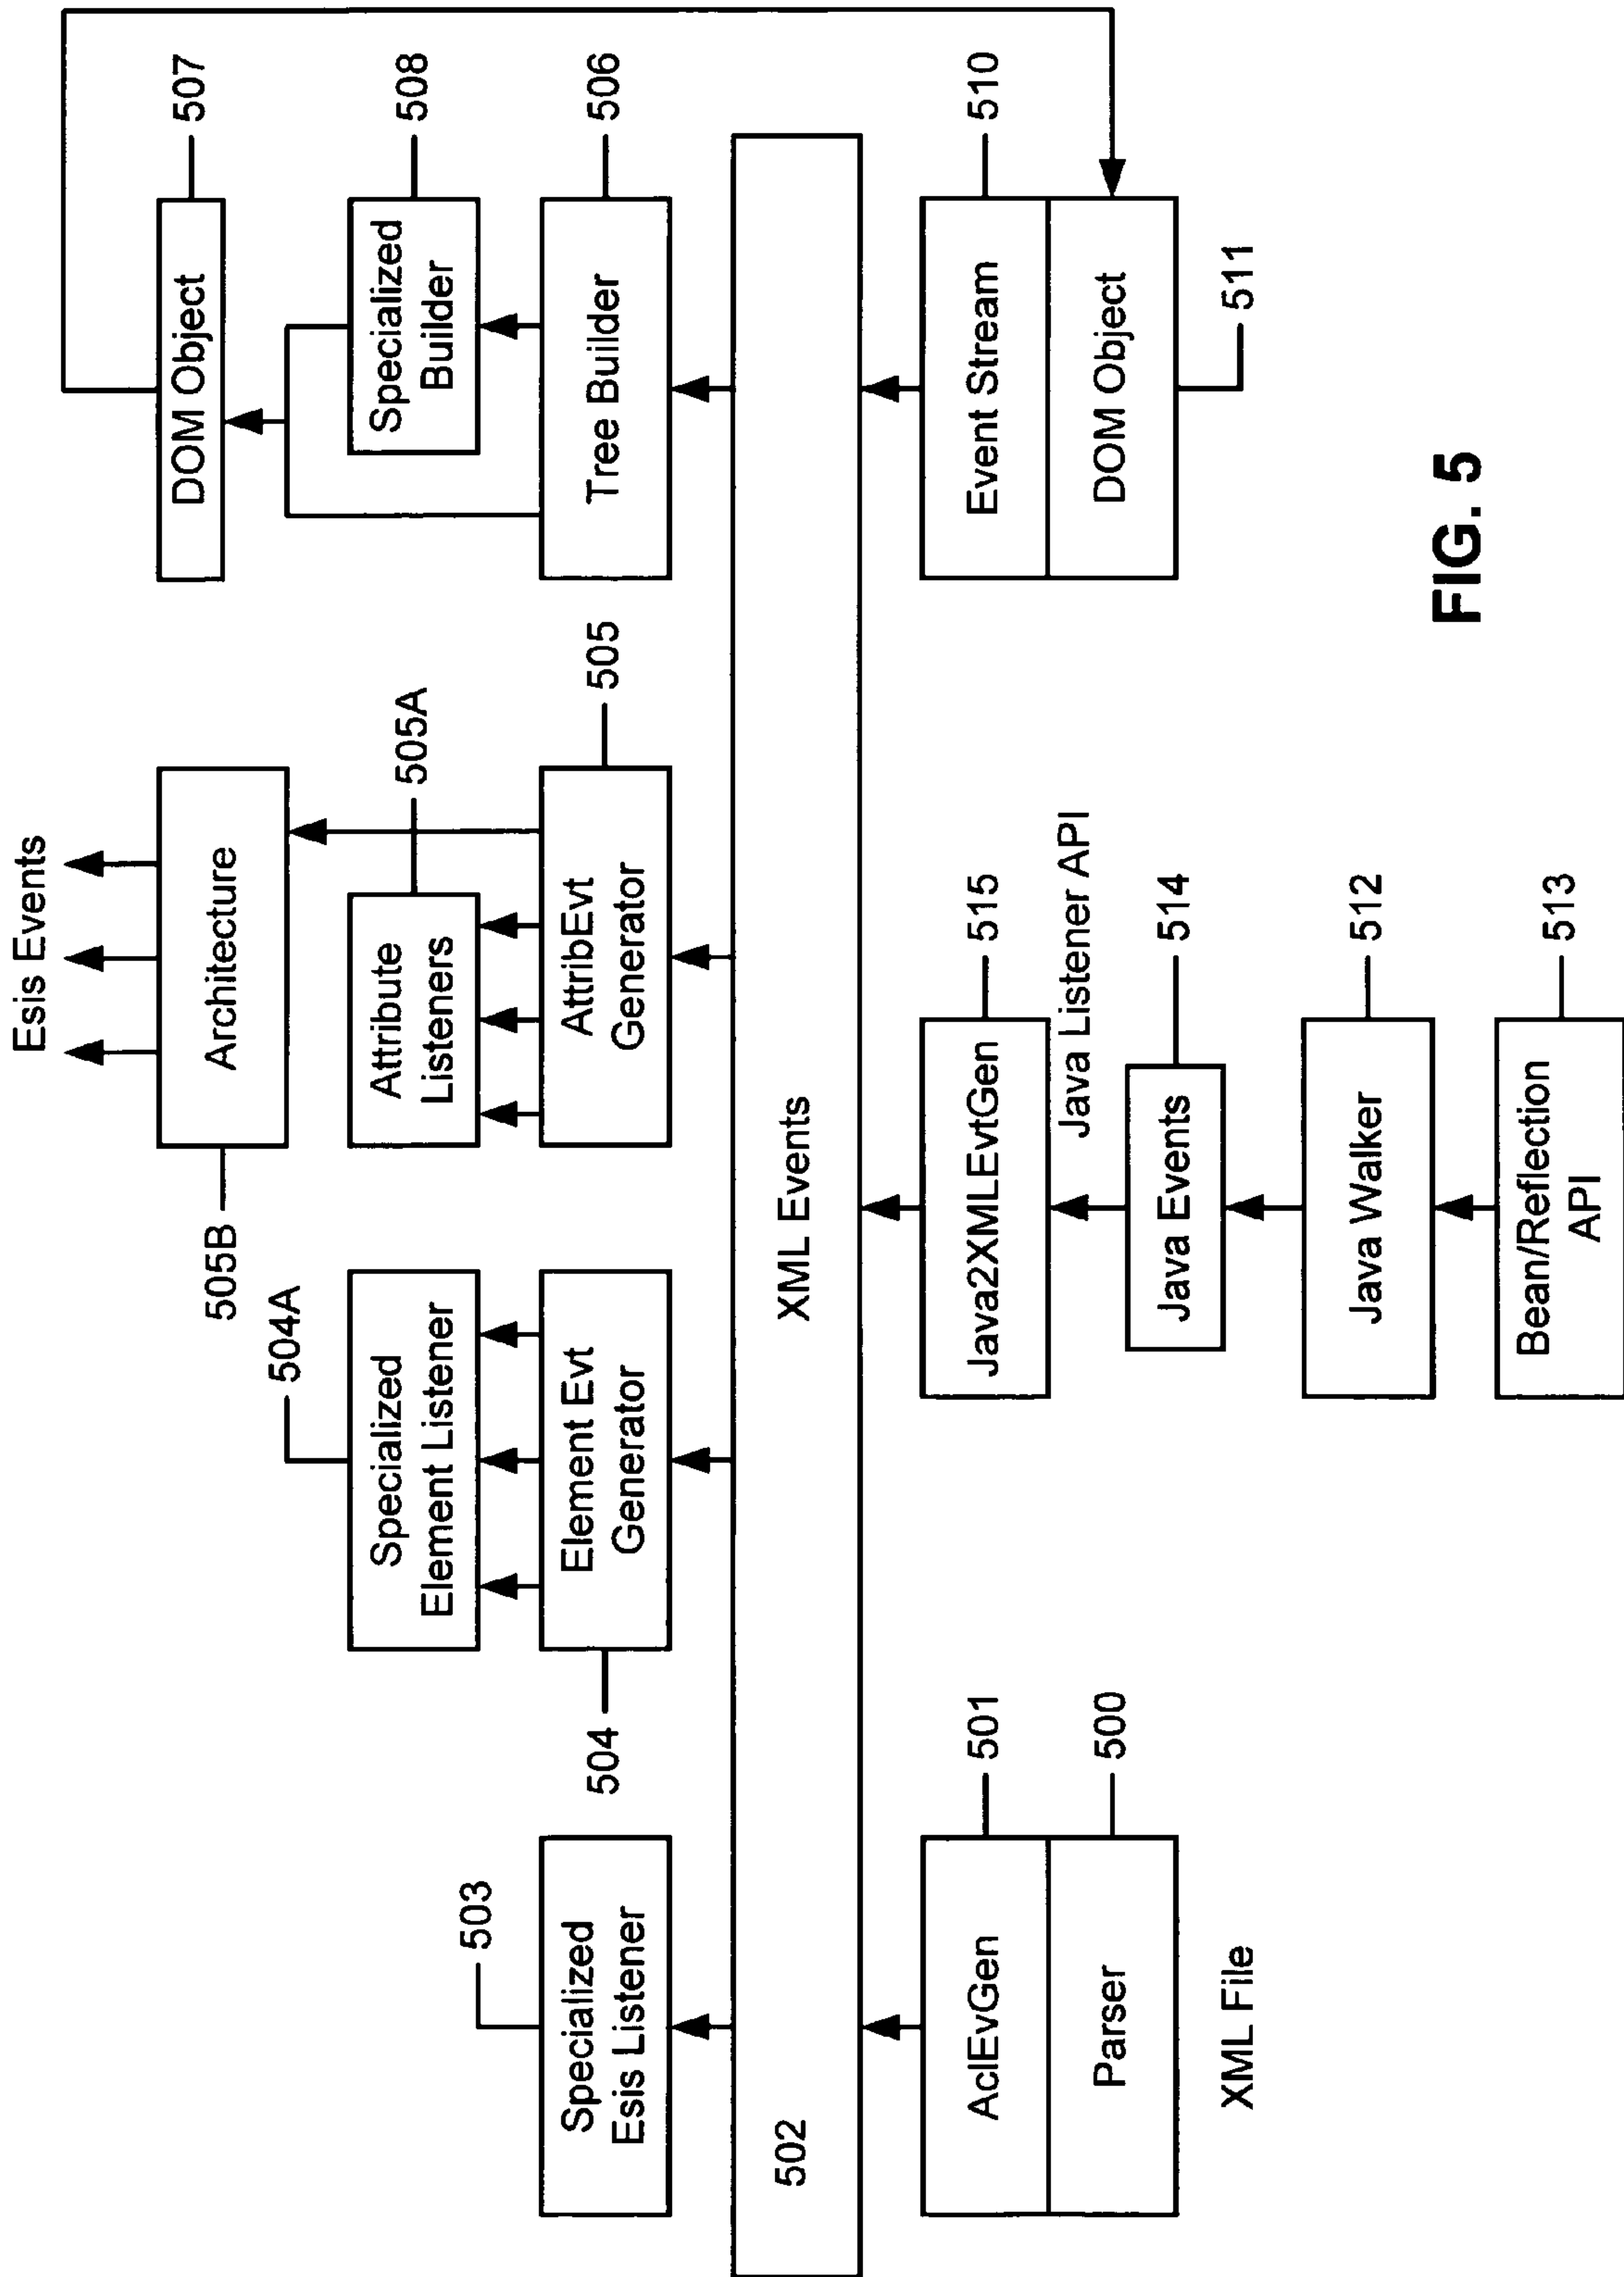 Esis Events
505B
Architecture
DOM Object
507
504A
Specialized
Element Listener
Attribute
Listeners
505A
Specialized
Builder
508
503
Specialized
Esis Listener
504
Element Evt
Generator
AttribEvt
Generator
505
Tree Builder
506
502
XML Events
AclEvGen
501
Parser
500
XML File
Java2XMLEvtGen
515
Java Listener API
Java Events
514
Java Walker
512
Bean/Reflection
API
513
Event Stream
510
DOM Object
511
FIG. 5